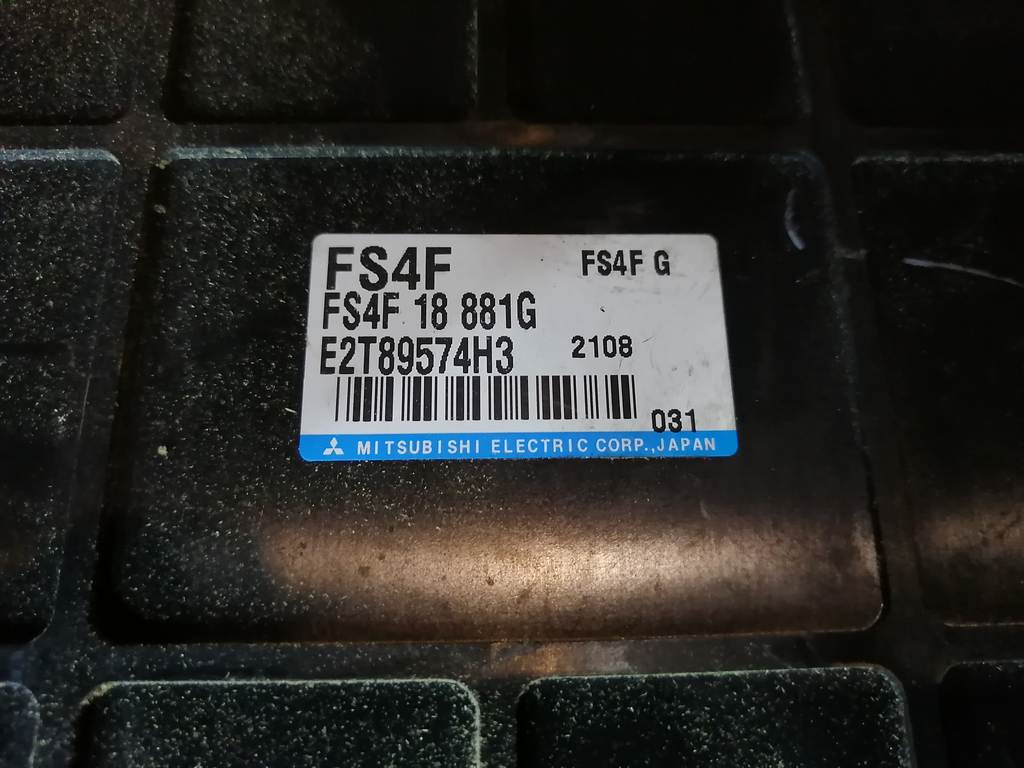 FS4F FS4F G
FS4F 18 881G
E2T89574H3 2108
031
MITSUBISHI ELECTRIC CORP.,JAPAN